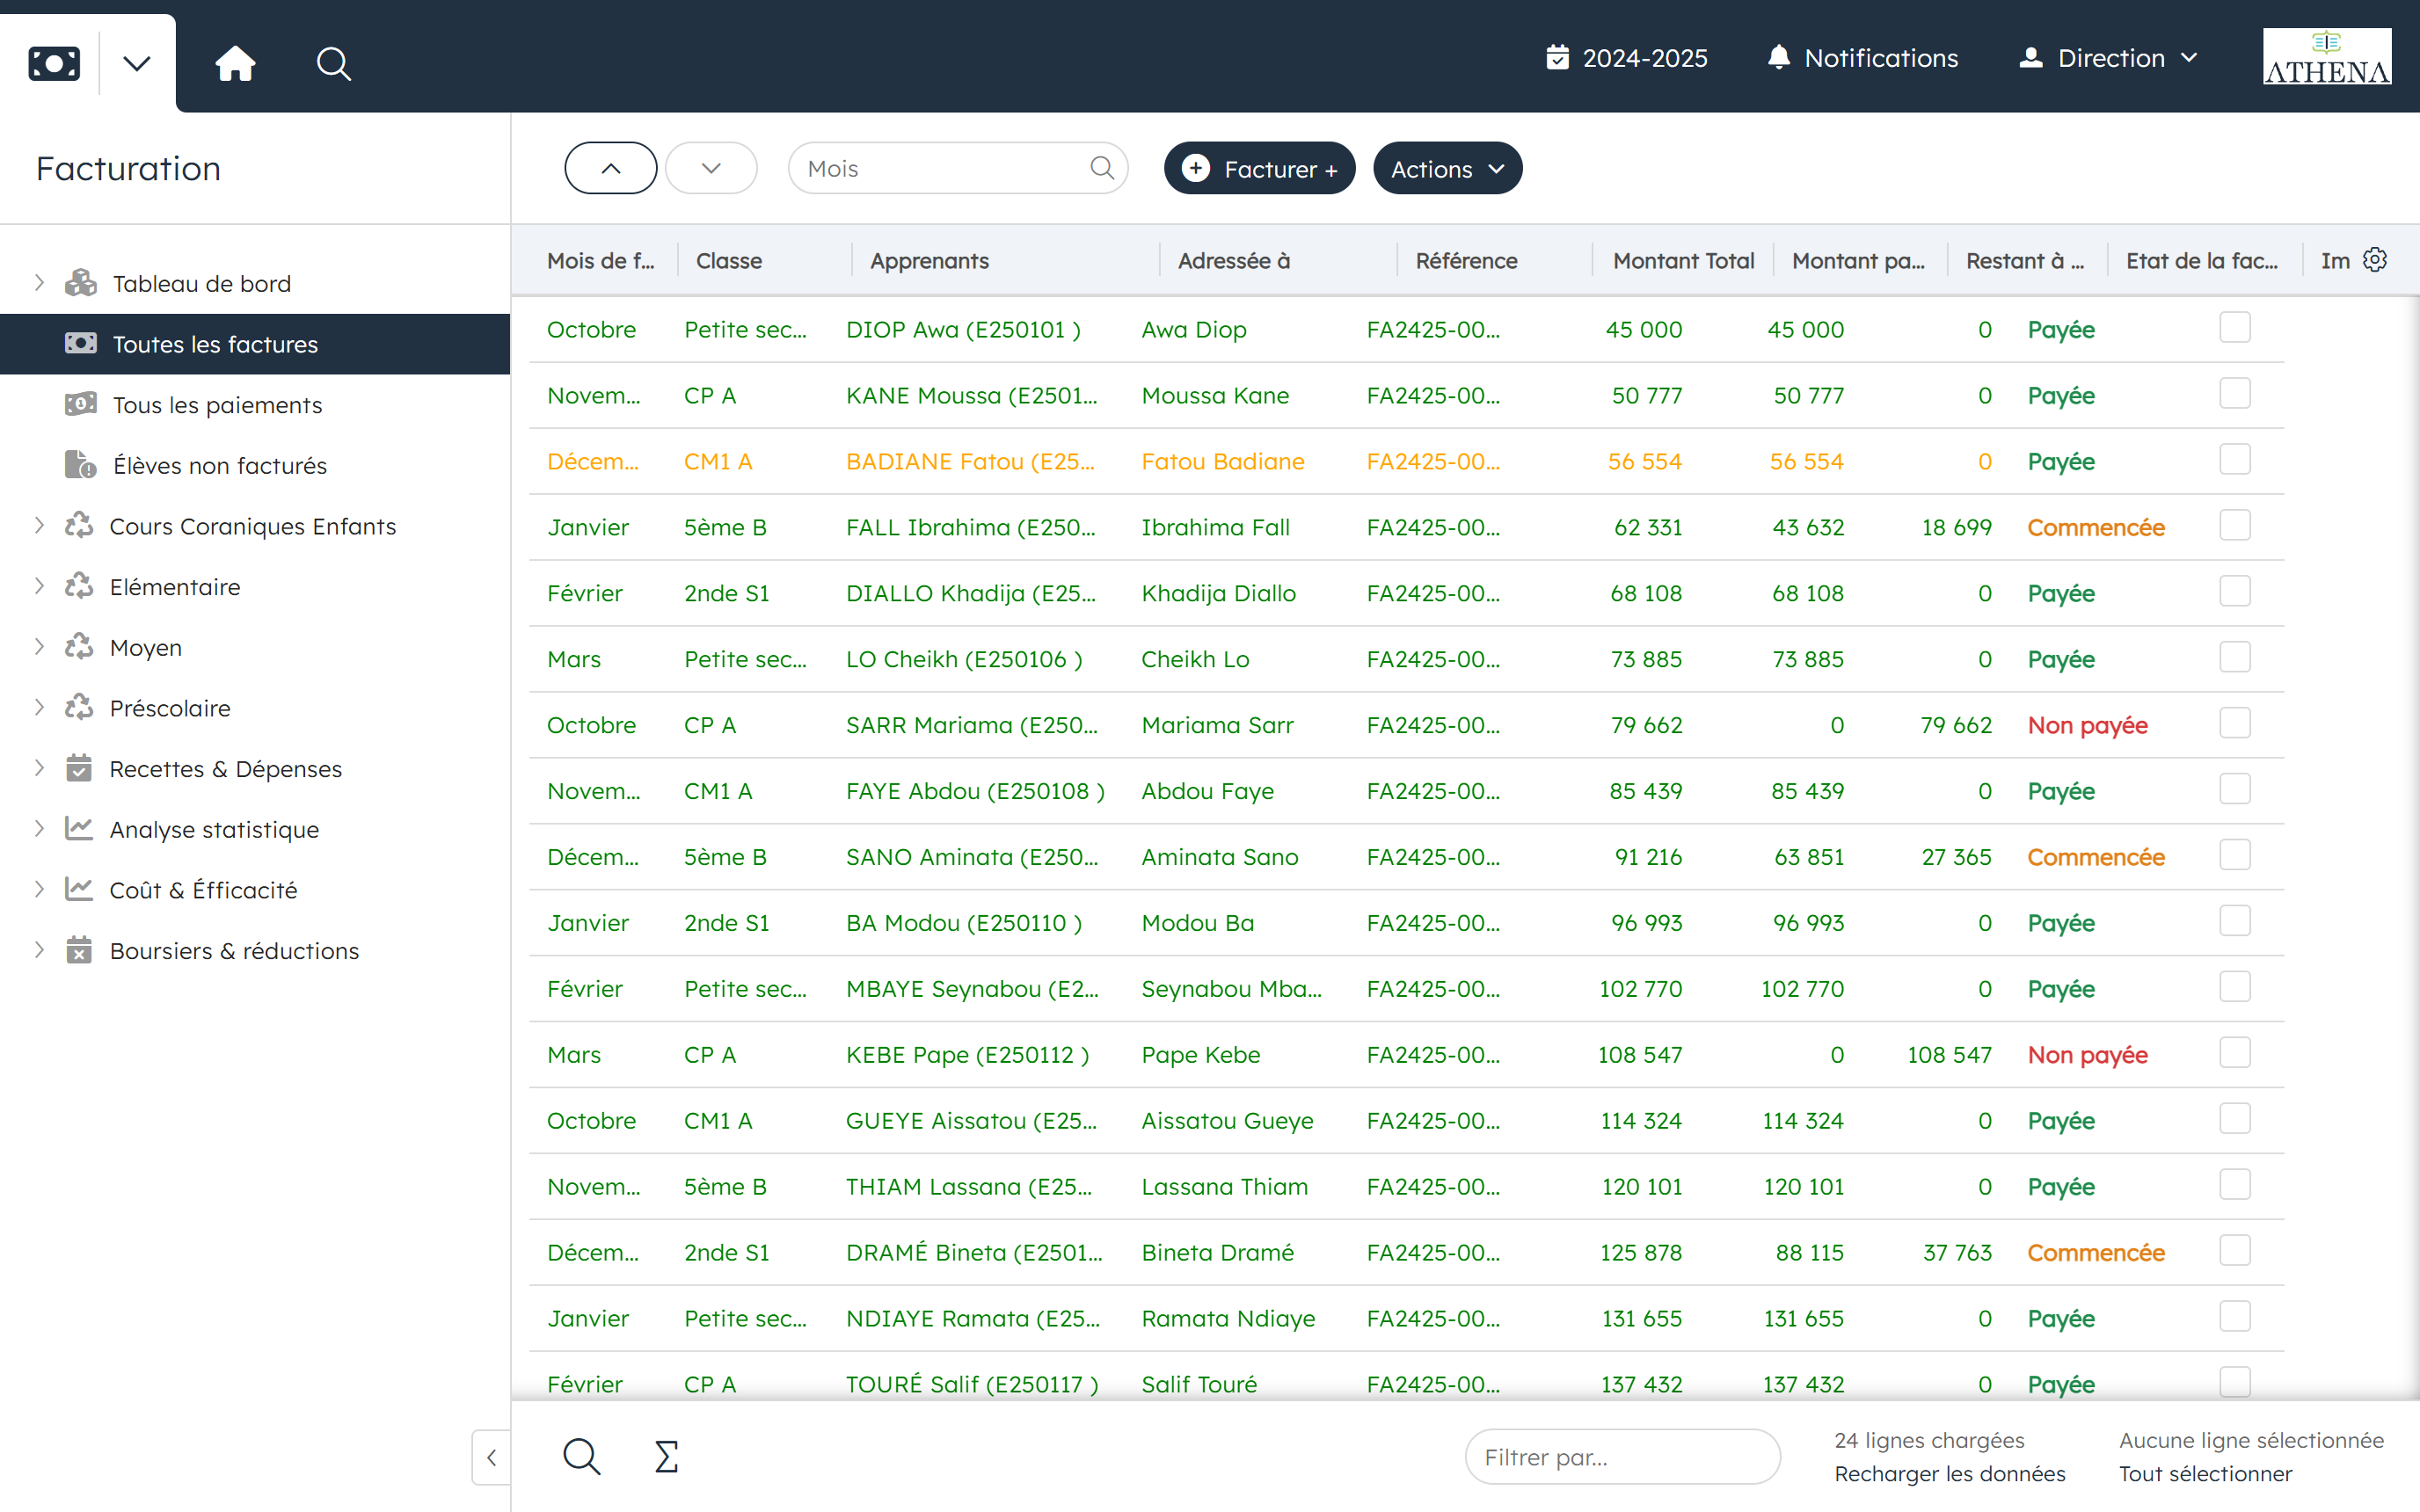 2024-2025 Notifications Direction ATHENA
Facturation
Mois Facturer + Actions
Mois de f... Classe Apprenants Adressée à Référence Montant Total Montant pa... Restant à ... Etat de la fac... Im
Tableau de bord
Toutes les factures
Tous les paiements
Élèves non facturés
Cours Coraniques Enfants
Elémentaire
Moyen
Préscolaire
Recettes & Dépenses
Analyse statistique
Coût & Éfficacité
Boursiers & réductions
Octobre Petite sec... DIOP Awa (E250101 ) Awa Diop FA2425-00... 45 000 45 000 0 Payée
Novem... CP A KANE Moussa (E2501... Moussa Kane FA2425-00... 50 777 50 777 0 Payée
Décem... CM1 A BADIANE Fatou (E25... Fatou Badiane FA2425-00... 56 554 56 554 0 Payée
Janvier 5ème B FALL Ibrahima (E250... Ibrahima Fall FA2425-00... 62 331 43 632 18 699 Commencée
Février 2nde S1 DIALLO Khadija (E25... Khadija Diallo FA2425-00... 68 108 68 108 0 Payée
Mars Petite sec... LO Cheikh (E250106 ) Cheikh Lo FA2425-00... 73 885 73 885 0 Payée
Octobre CP A SARR Mariama (E250... Mariama Sarr FA2425-00... 79 662 0 79 662 Non payée
Novem... CM1 A FAYE Abdou (E250108 ) Abdou Faye FA2425-00... 85 439 85 439 0 Payée
Décem... 5ème B SANO Aminata (E250... Aminata Sano FA2425-00... 91 216 63 851 27 365 Commencée
Janvier 2nde S1 BA Modou (E250110 ) Modou Ba FA2425-00... 96 993 96 993 0 Payée
Février Petite sec... MBAYE Seynabou (E2... Seynabou Mba... FA2425-00... 102 770 102 770 0 Payée
Mars CP A KEBE Pape (E250112 ) Pape Kebe FA2425-00... 108 547 0 108 547 Non payée
Octobre CM1 A GUEYE Aissatou (E25... Aissatou Gueye FA2425-00... 114 324 114 324 0 Payée
Novem... 5ème B THIAM Lassana (E25... Lassana Thiam FA2425-00... 120 101 120 101 0 Payée
Décem... 2nde S1 DRAMÉ Bineta (E2501... Bineta Dramé FA2425-00... 125 878 88 115 37 763 Commencée
Janvier Petite sec... NDIAYE Ramata (E25... Ramata Ndiaye FA2425-00... 131 655 131 655 0 Payée
Février CP A TOURÉ Salif (E250117 ) Salif Touré FA2425-00... 137 432 137 432 0 Payée
Filtrer par...
24 lignes chargées
Recharger les données
Aucune ligne sélectionnée
Tout sélectionner